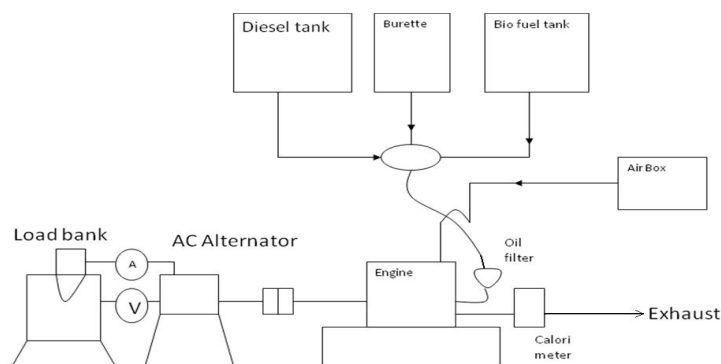 Diesel tank
Burette
Bio fuel tank
Air Box
Load bank
AC Alternator
A
V
Engine
Oil
filter
Exhaust
Calori
meter